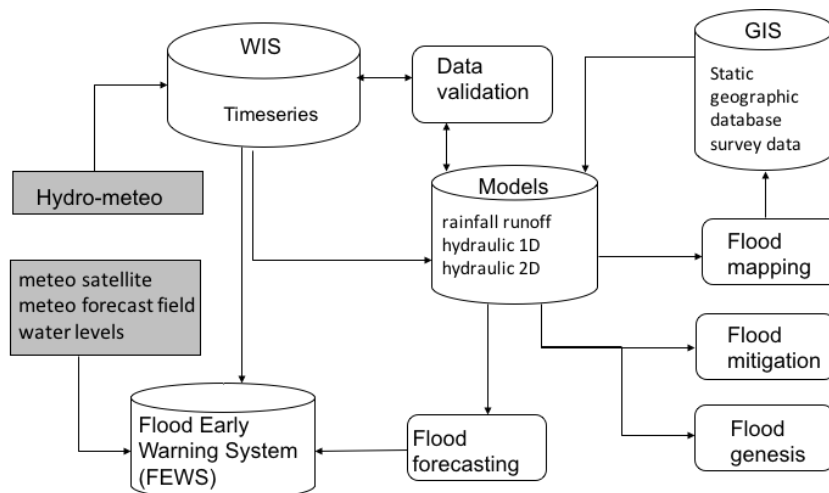 WIS
Timeseries
Data
validation
GIS
Static
geographic
database
survey data
Hydro-meteo
Models
rainfall runoff
hydraulic 1D
hydraulic 2D
Flood
mapping
meteo satellite
meteo forecast field
water levels
Flood
mitigation
Flood Early
Warning System
(FEWS)
Flood
forecasting
Flood
genesis